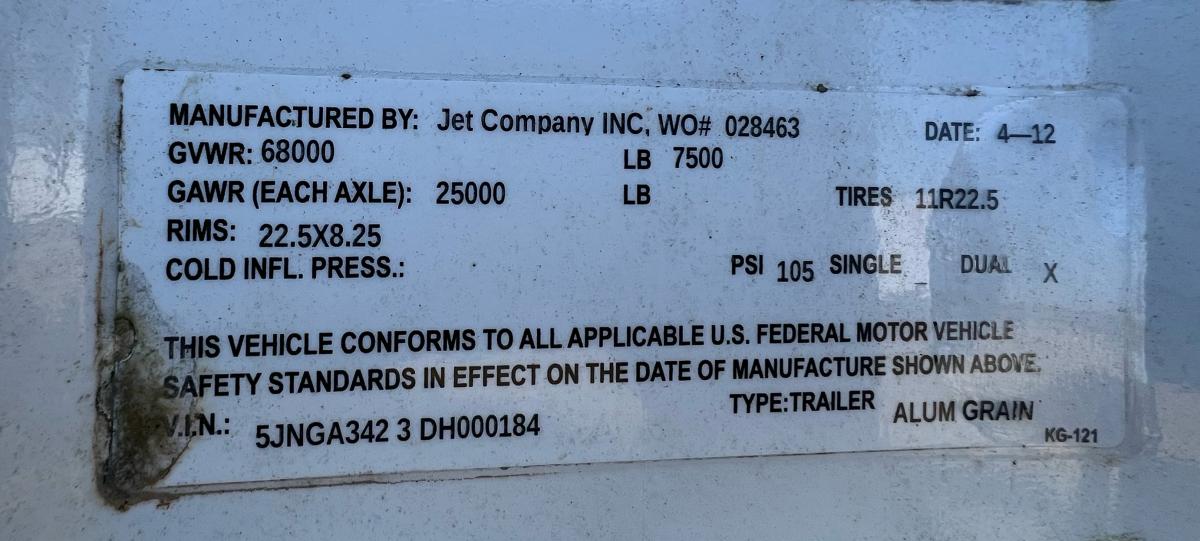 MANUFACTURED BY: Jet Company INC, WO# 028463 DATE: 4—12
GVWR: 68000 LB 7500
GAWR (EACH AXLE): 25000 LB TIRES 11R22.5
RIMS: 22.5X8.25
COLD INFL. PRESS.: PSI 105 SINGLE _ DUAL X
THIS VEHICLE CONFORMS TO ALL APPLICABLE U.S. FEDERAL MOTOR VEHICLE
SAFETY STANDARDS IN EFFECT ON THE DATE OF MANUFACTURE SHOWN ABOVE.
V.I.N.: 5JNGA342 3 DH000184 TYPE:TRAILER ALUM GRAIN
KG-121